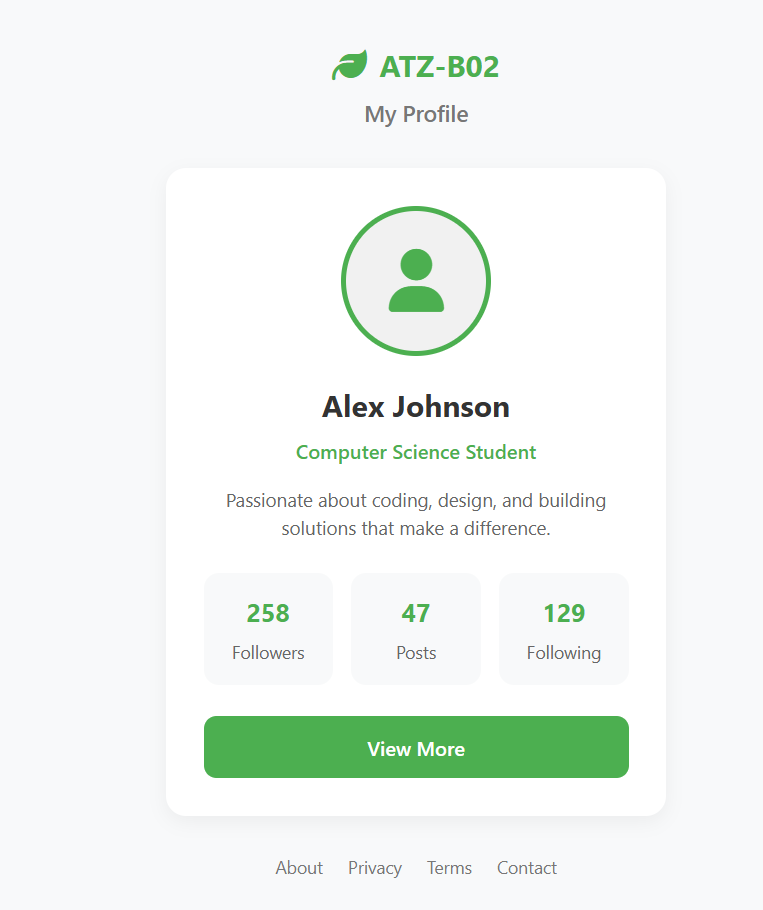 ATZ-B02
My Profile
Alex Johnson
Computer Science Student
Passionate about coding, design, and building
solutions that make a difference.
258
Followers
47
Posts
129
Following
View More
About Privacy Terms Contact